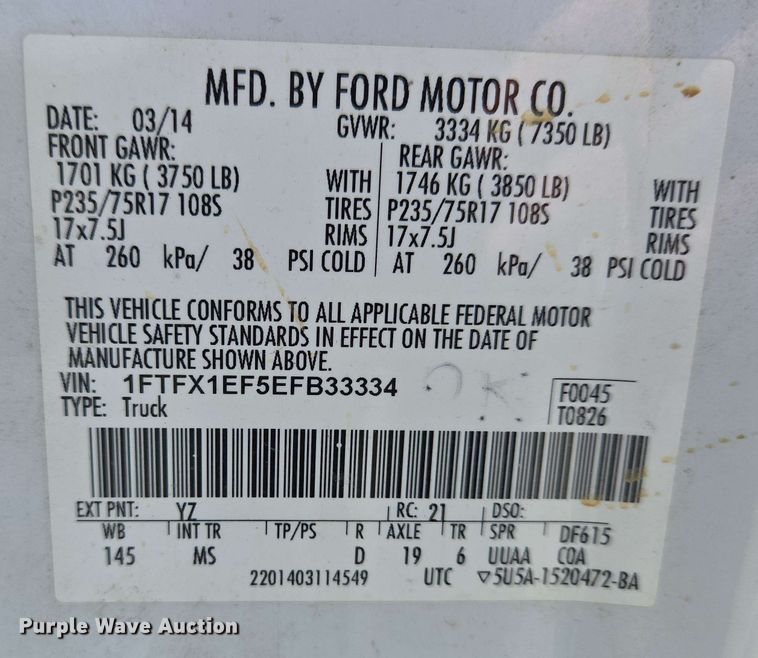 MFD. BY FORD MOTOR CO.
DATE: 03/14 GVWR: 3334 KG ( 7350 LB)
FRONT GAWR: REAR GAWR:
1701 KG ( 3750 LB) WITH 1746 KG ( 3850 LB) WITH
P235/75R17 108S TIRES P235/75R17 108S TIRES
17x7.5J RIMS 17x7.5J RIMS
AT 260 kPa/ 38 PSI COLD AT 260 kPa/ 38 PSI COLD
THIS VEHICLE CONFORMS TO ALL APPLICABLE FEDERAL MOTOR
VEHICLE SAFETY STANDARDS IN EFFECT ON THE DATE OF
MANUFACTURE SHOWN ABOVE.
VIN: 1FTFX1EF5EFB33334 OK F0045
TYPE: Truck T0826
EXT PNT: YZ RC: 21 DSO:
WB INT TR TP/PS R AXLE TR SPR DF615
145 MS D 19 6 UUAA COA
2201403114549 UTC ▽5U5A-1520472-BA
Purple Wave Auction